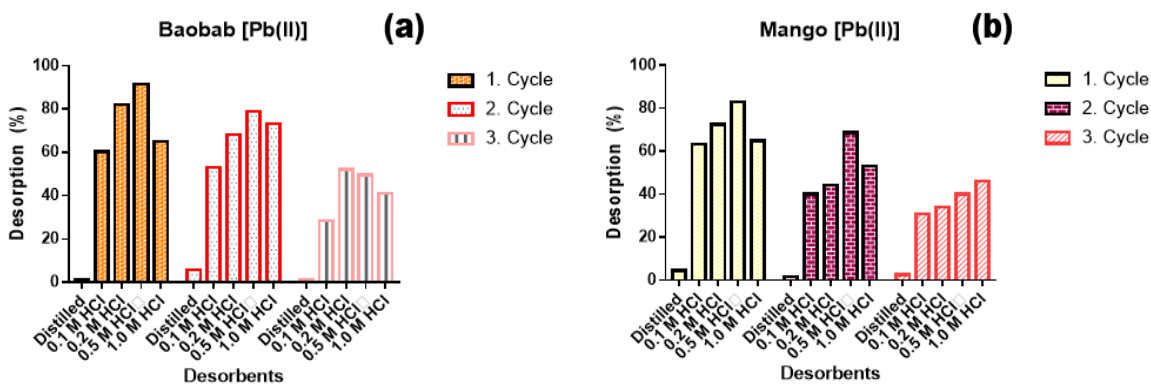 Baobab [Pb(II)]
(a)
Desorption (%)
100
80
60
40
20
0
Distilled
0.1 M HCl
0.2 M HCl
0.5 M HCl□
1.0 M HCl
Distilled
0.1 M HCl
0.2 M HCl
0.5 M HCl□
1.0 M HCl
Distilled
0.1 M HCl
0.2 M HCl
0.5 M HCl□
1.0 M HCl
Desorbents
1. Cycle
2. Cycle
3. Cycle
Mango [Pb(II)]
(b)
Desorption (%)
100
80
60
40
20
0
Distilled
0.1 M HCl
0.2 M HCl
0.5 M HCl□
1.0 M HCl
Distilled
0.1 M HCl
0.2 M HCl
0.5 M HCl□
1.0 M HCl
Distilled
0.1 M HCl
0.2 M HCl
0.5 M HCl□
1.0 M HCl
Desorbents
1. Cycle
2. Cycle
3. Cycle